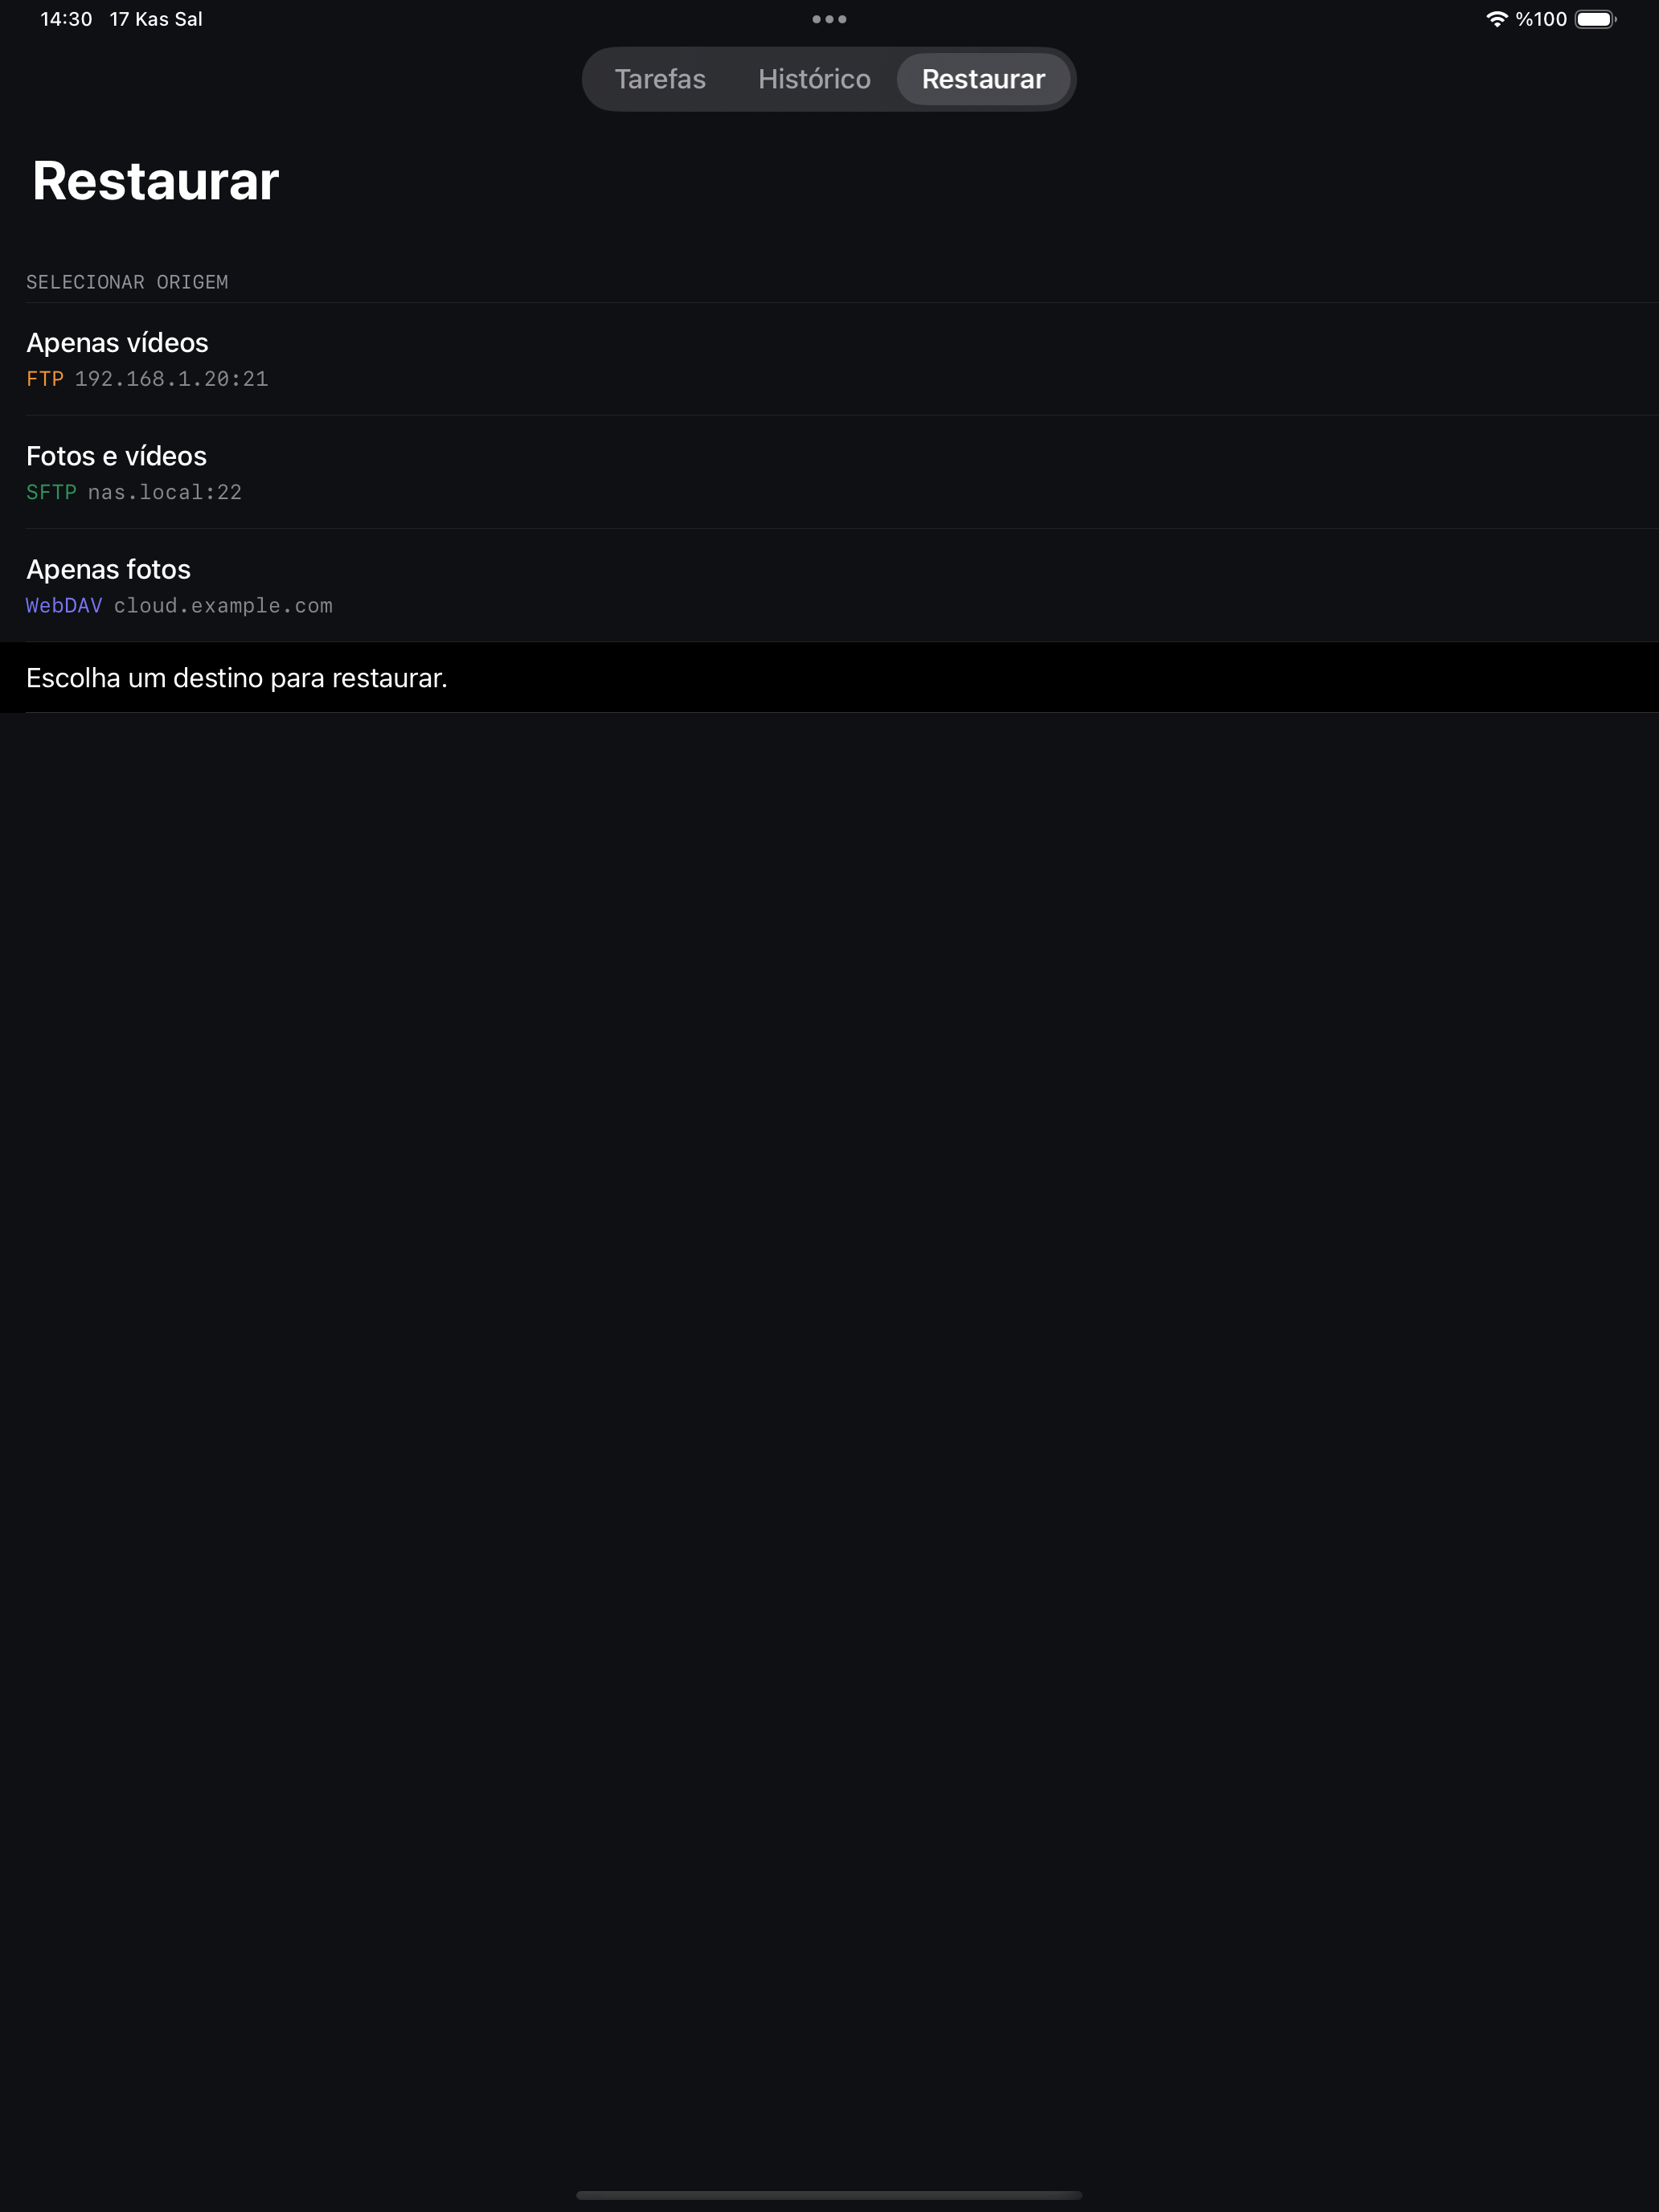 14:30 17 Kas Sal
%100
Tarefas Histórico Restaurar
Restaurar
SELECIONAR ORIGEM
Apenas vídeos
FTP 192.168.1.20:21
Fotos e vídeos
SFTP nas.local:22
Apenas fotos
WebDAV cloud.example.com
Escolha um destino para restaurar.